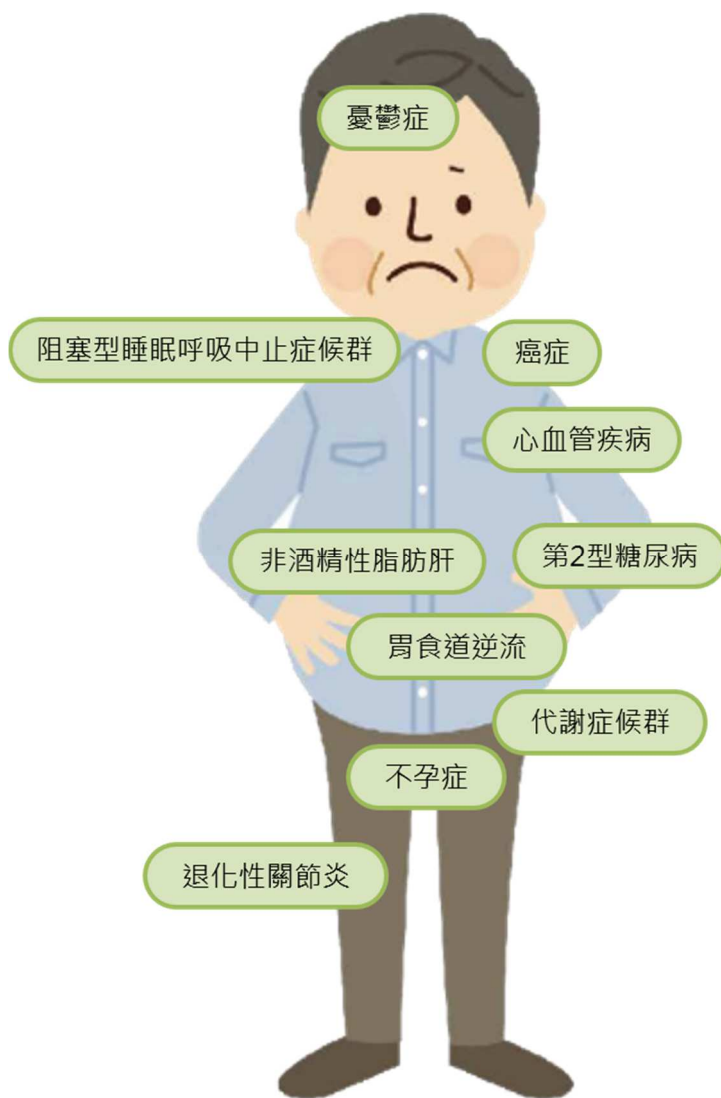 憂鬱症
阻塞型睡眠呼吸中止症候群
癌症
心血管疾病
非酒精性脂肪肝
第2型糖尿病
胃食道逆流
代謝症候群
不孕症
退化性關節炎